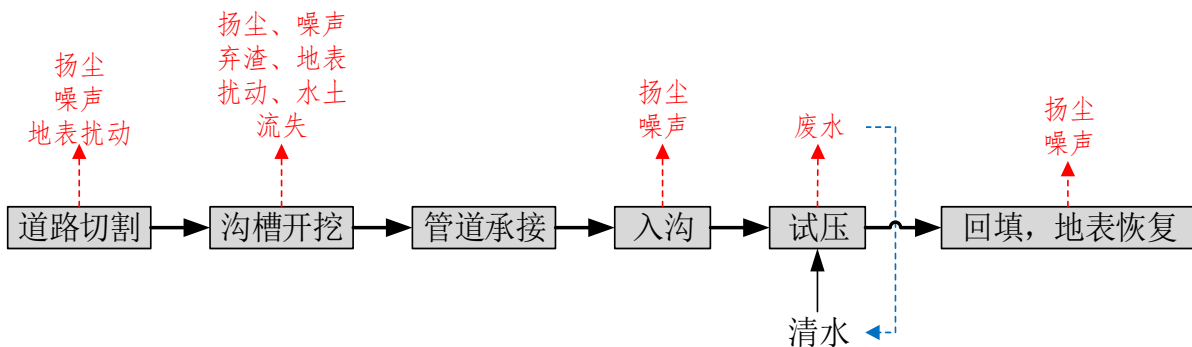 扬尘
噪声
地表扰动
扬尘、噪声
弃渣、地表
扰动、水土
流失
扬尘
噪声
废水
扬尘
噪声
道路切割
沟槽开挖
管道承接
入沟
试压
回填，地表恢复
清水